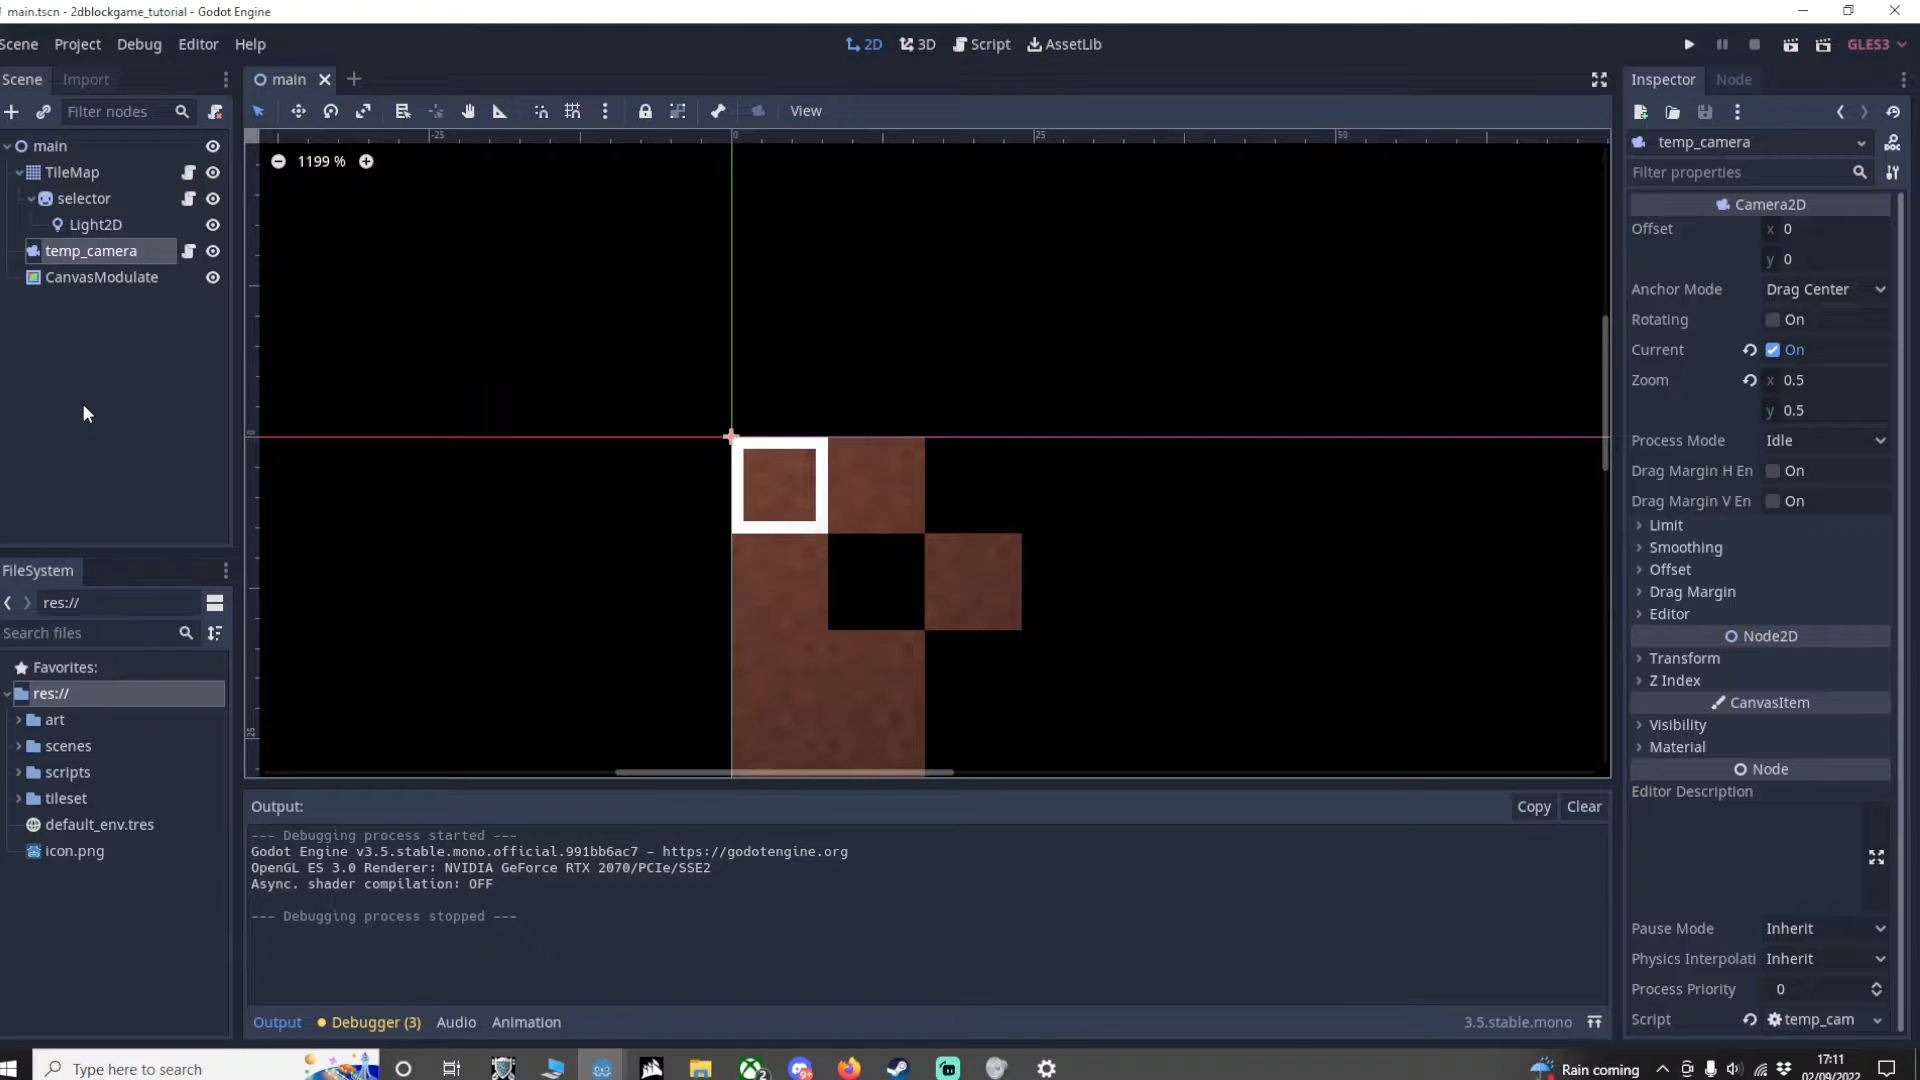 main.tscn - 2dblockgame_tutorial - Godot Engine
Scene Project Debug Editor Help
2D 3D Script AssetLib
GLES3
Scene Import
main
Inspector Node
Filter nodes
View
-25 0 25 50
1199 %
main
TileMap
selector
Light2D
temp_camera
CanvasModulate
0
25
temp_camera
Filter properties
Camera2D
Offset x 0
y 0
Anchor Mode Drag Center
Rotating On
Current On
Zoom x 0.5
y 0.5
Process Mode Idle
Drag Margin H En On
Drag Margin V En On
Limit
Smoothing
Offset
Drag Margin
Editor
Node2D
Transform
Z Index
CanvasItem
Visibility
Material
Node
Editor Description
Pause Mode Inherit
Physics Interpolati Inherit
Process Priority 0
Script temp_cam
FileSystem
res://
Search files
Favorites:
res://
art
scenes
scripts
tileset
default_env.tres
icon.png
Output: Copy Clear
--- Debugging process started ---
Godot Engine v3.5.stable.mono.official.991bb6ac7 - https://godotengine.org
OpenGL ES 3.0 Renderer: NVIDIA GeForce RTX 2070/PCIe/SSE2
Async. shader compilation: OFF
--- Debugging process stopped ---
Output Debugger (3) Audio Animation 3.5.stable.mono
Type here to search
2
9+
Rain coming
17:11
02/09/2022